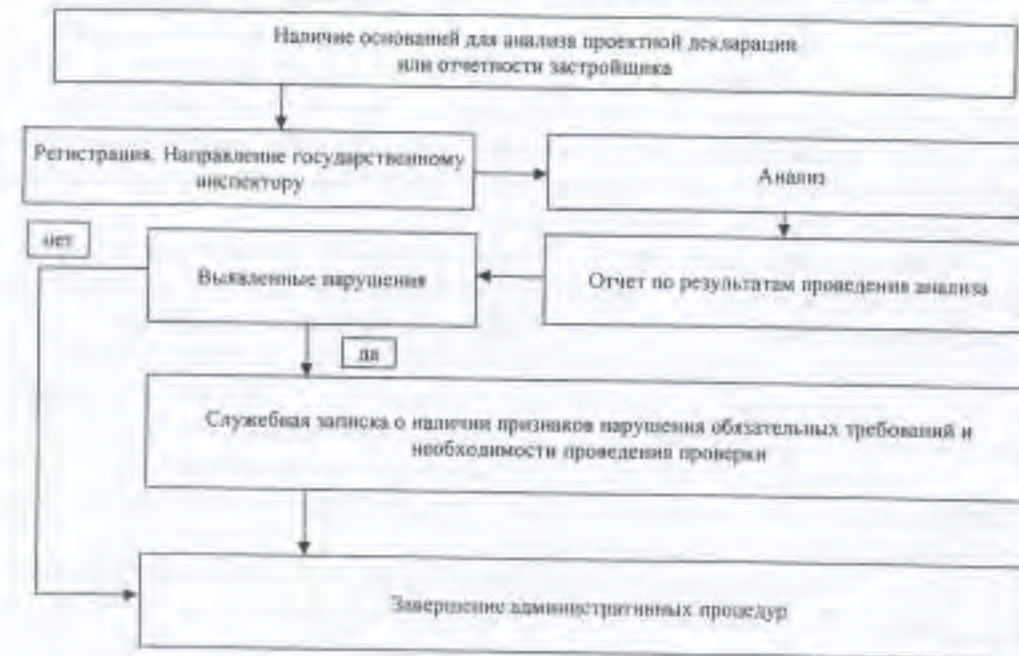 Наличие оснований для анализа проектной декларации
или отчетности застройщика
Регистрация. Направление государственному
инспектору
Анализ
нет
Выявленные нарушения
Отчет по результатам проведения анализа
да
Служебная записка о наличии признаков нарушения обязательных требований и
необходимости проведения проверки
Завершение административных процедур